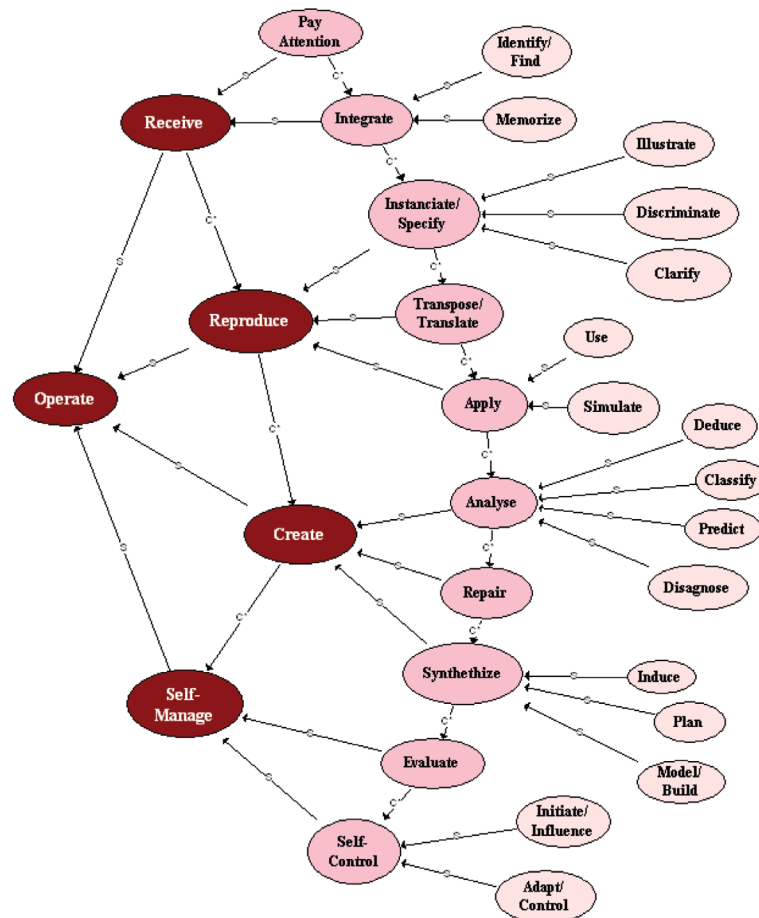 Pay
Attention
Identify/
Find
S
C*
S
Receive
S
Integrate
S
Memorize
Illustrate
C*
S
C*
Instanciate/
Specify
S
Discriminate
S
S
Clarify
S
C*
Reproduce
S
Transpose/
Translate
Use
S
C*
S
S
Operate
Apply
S
Simulate
Deduce
C*
C*
S
S
Classify
S
Analyse
S
Predict
S
S
Create
C*
S
S
Disagnose
Repair
S
S
C*
C*
Synthethize
S
Induce
Self-
Manage
S
Plan
C*
S
S
Evaluate
Model/
Build
S
C*
Initiate/
Influence
S
Self-
Control
S
Adapt/
Control